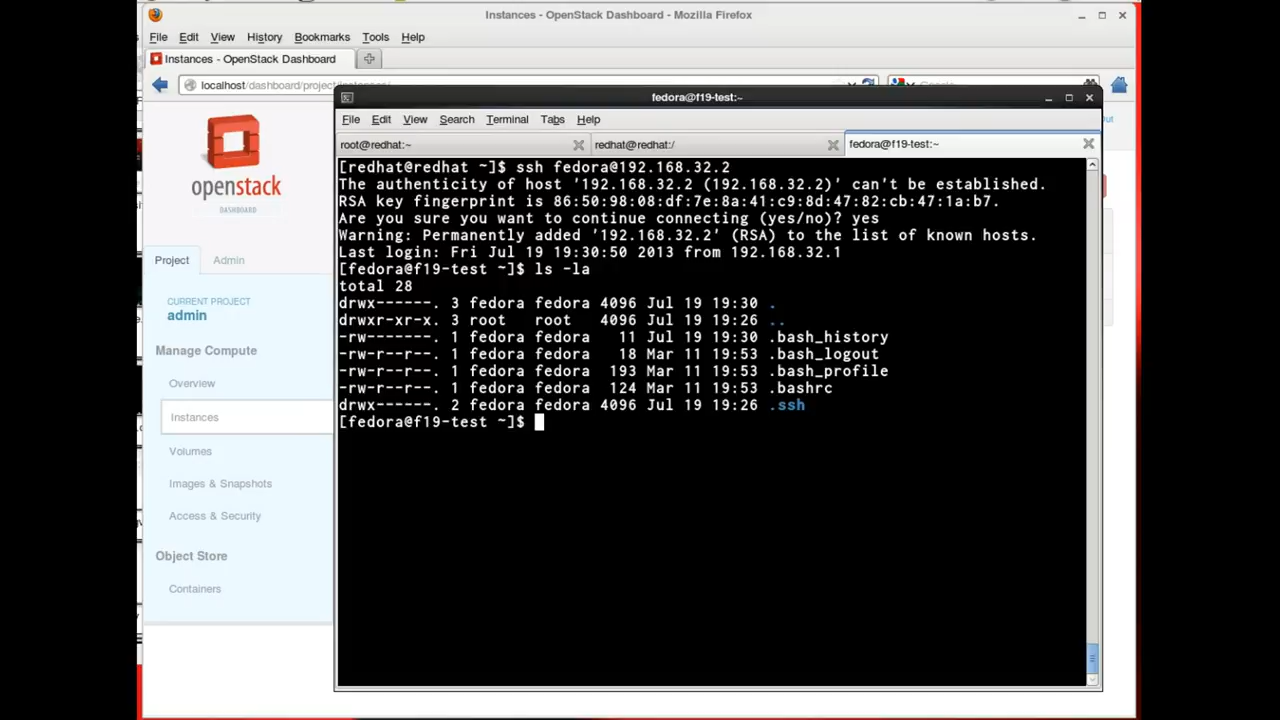 Instances - OpenStack Dashboard - Mozilla Firefox
File Edit View History Bookmarks Tools Help
Instances - OpenStack Dashboard
localhost/dashboard/project/instances/
Google
fedora@f19-test:~
File Edit View Search Terminal Tabs Help
root@redhat:~ redhat@redhat:/ fedora@f19-test:~
[redhat@redhat ~]$ ssh fedora@192.168.32.2
The authenticity of host '192.168.32.2 (192.168.32.2)' can't be established.
RSA key fingerprint is 86:50:98:08:df:7e:8a:41:c9:8d:47:82:cb:47:1a:b7.
Are you sure you want to continue connecting (yes/no)? yes
Warning: Permanently added '192.168.32.2' (RSA) to the list of known hosts.
Last login: Fri Jul 19 19:30:50 2013 from 192.168.32.1
[fedora@f19-test ~]$ ls -la
total 28
drwx------. 3 fedora fedora 4096 Jul 19 19:30 .
drwxr-xr-x. 3 root   root   4096 Jul 19 19:26 ..
-rw-------. 1 fedora fedora   11 Jul 19 19:30 .bash_history
-rw-r--r--. 1 fedora fedora   18 Mar 11 19:53 .bash_logout
-rw-r--r--. 1 fedora fedora  193 Mar 11 19:53 .bash_profile
-rw-r--r--. 1 fedora fedora  124 Mar 11 19:53 .bashrc
drwx------. 2 fedora fedora 4096 Jul 19 19:26 .ssh
[fedora@f19-test ~]$
openstack
DASHBOARD
Project Admin
CURRENT PROJECT
admin
Manage Compute
Overview
Instances
Volumes
Images & Snapshots
Access & Security
Object Store
Containers